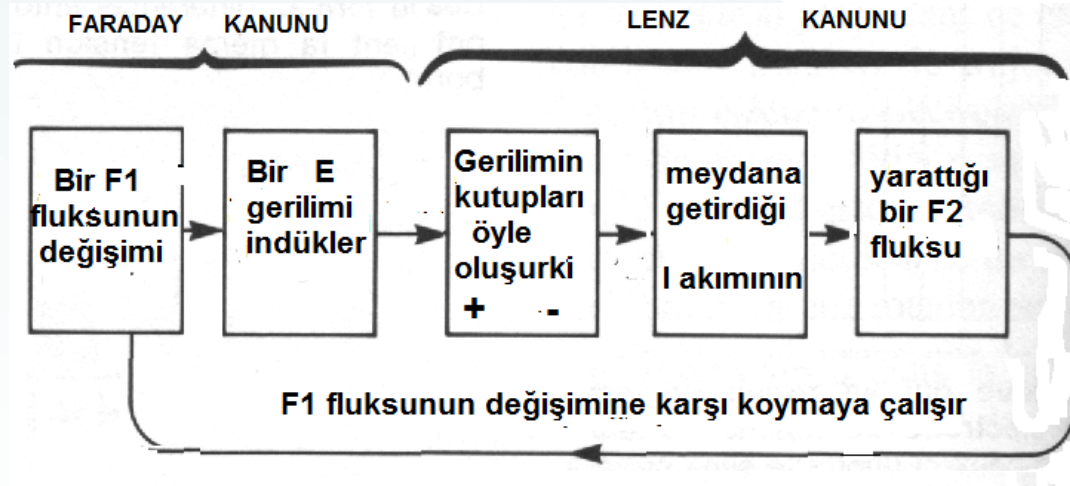 FARADAY KANUNU
LENZ KANUNU
Bir F1
fluksunun
değişimi
Bir E
gerilimi
indükler
Gerilimin
kutupları
öyle
oluşurki
+ -
meydana
getirdiği
I akımının
yarattığı
bir F2
fluksu
F1 fluksunun değişimine karşı koymaya çalışır